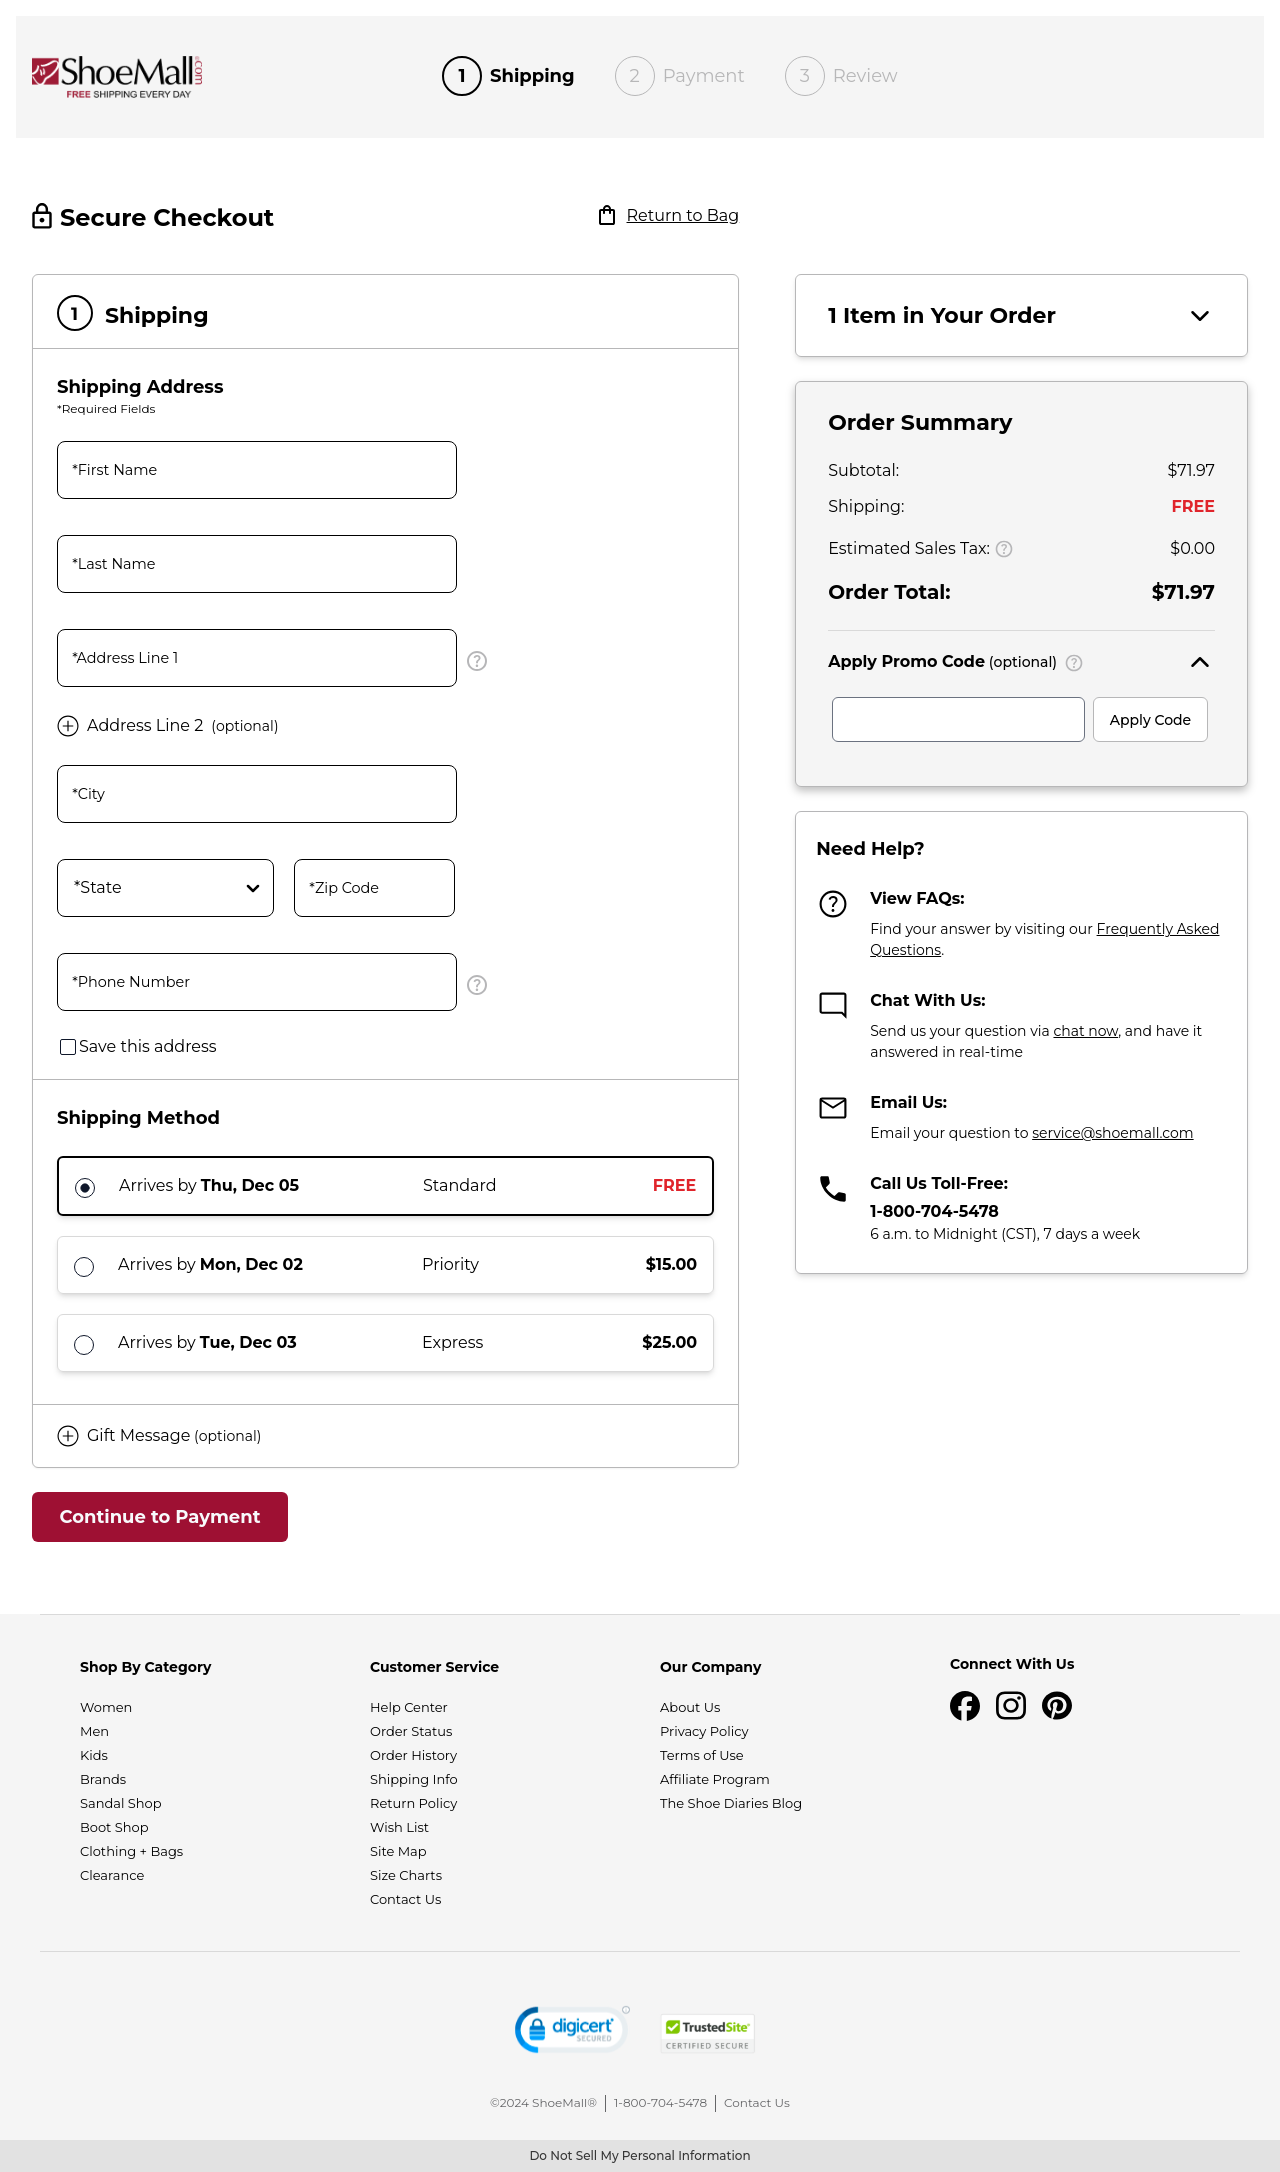 ShoeMall.com
FREE SHIPPING EVERY DAY
1 Shipping 2 Payment 3 Review
Secure Checkout
Return to Bag
1 Shipping
Shipping Address
*Required Fields
*First Name
*Last Name
*Address Line 1
?
Address Line 2 (optional)
*City
*State
*Zip Code
*Phone Number
?
Save this address
Shipping Method
Arrives by Thu, Dec 05 Standard FREE
Arrives by Mon, Dec 02 Priority $15.00
Arrives by Tue, Dec 03 Express $25.00
Gift Message (optional)
Continue to Payment
1 Item in Your Order
Order Summary
Subtotal: $71.97
Shipping: FREE
Estimated Sales Tax: ? $0.00
Order Total: $71.97
Apply Promo Code (optional) ?
Apply Code
Need Help?
?
View FAQs:
Find your answer by visiting our Frequently Asked
Questions.
Chat With Us:
Send us your question via chat now, and have it
answered in real-time
Email Us:
Email your question to service@shoemall.com
Call Us Toll-Free:
1-800-704-5478
6 a.m. to Midnight (CST), 7 days a week
Shop By Category
Women
Men
Kids
Brands
Sandal Shop
Boot Shop
Clothing + Bags
Clearance
Customer Service
Help Center
Order Status
Order History
Shipping Info
Return Policy
Wish List
Site Map
Size Charts
Contact Us
Our Company
About Us
Privacy Policy
Terms of Use
Affiliate Program
The Shoe Diaries Blog
Connect With Us
digicert
SECURED
TrustedSite
CERTIFIED SECURE
©2024 ShoeMall® | 1-800-704-5478 | Contact Us
Do Not Sell My Personal Information